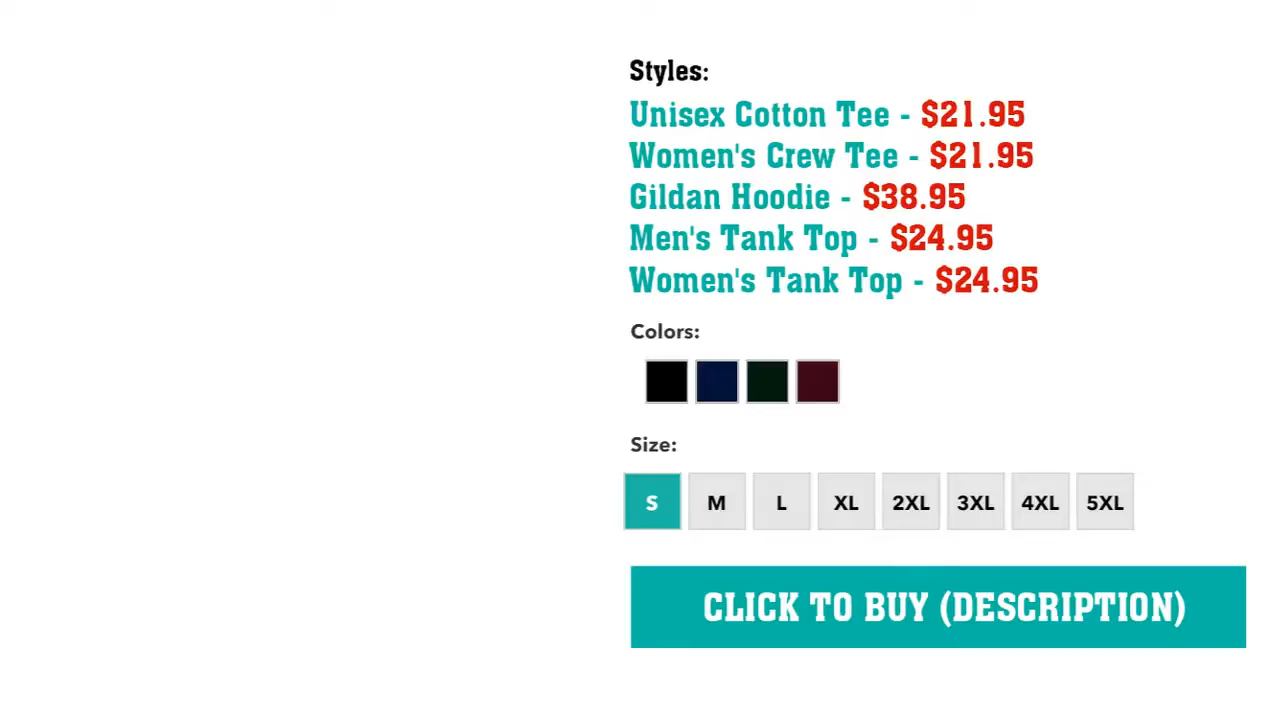 Styles:
Unisex Cotton Tee - $21.95
Women's Crew Tee - $21.95
Gildan Hoodie - $38.95
Men's Tank Top - $24.95
Women's Tank Top - $24.95
Colors:
Size:
S M L XL 2XL 3XL 4XL 5XL
CLICK TO BUY (DESCRIPTION)